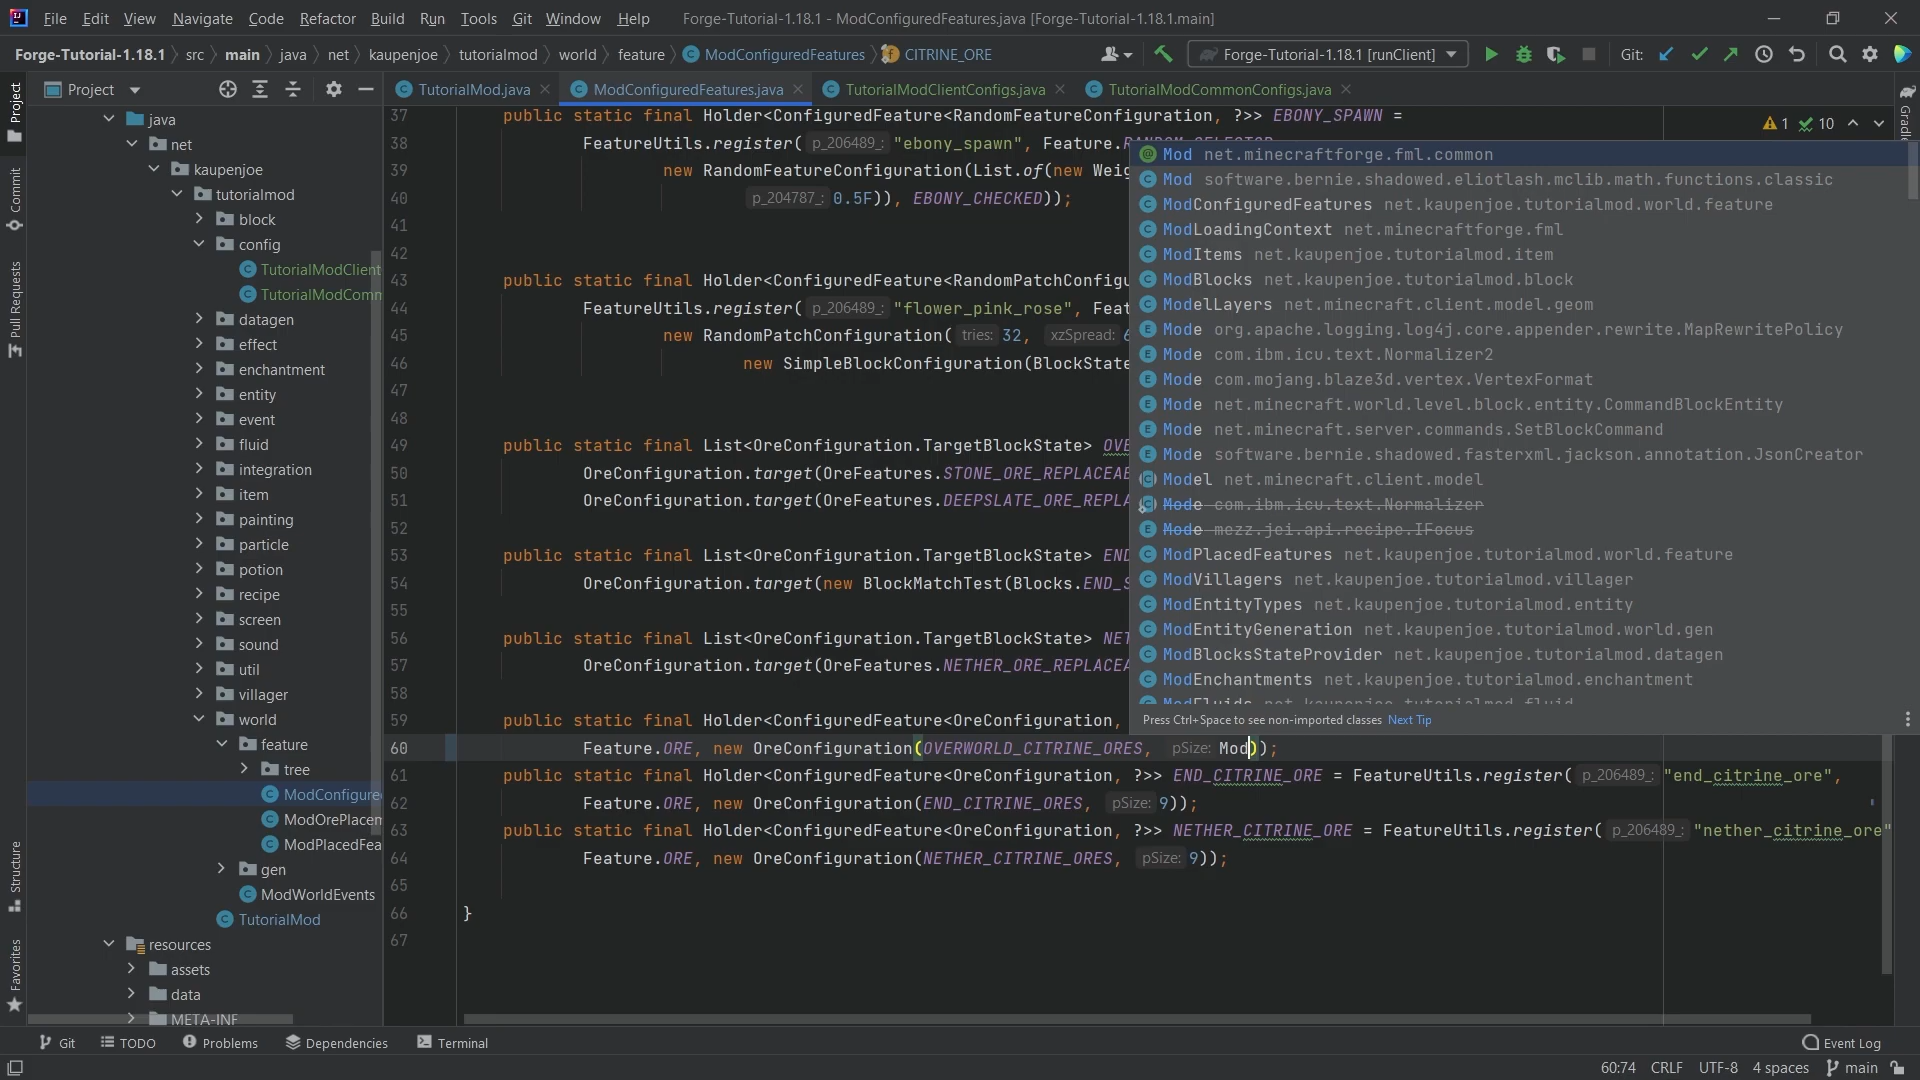 File Edit View Navigate Code Refactor Build Run Tools Git Window Help Forge-Tutorial-1.18.1 - ModConfiguredFeatures.java [Forge-Tutorial-1.18.1.main]
Forge-Tutorial-1.18.1 src main java net kaupenjoe tutorialmod world feature ModConfiguredFeatures CITRINE_ORE Forge-Tutorial-1.18.1 [runClient] Git:
Project
TutorialMod.java ModConfiguredFeatures.java TutorialModClientConfigs.java TutorialModCommonConfigs.java
Project
Commit
Pull Requests
Structure
Favorites
Gradle
java
net
kaupenjoe
tutorialmod
block
config
TutorialModClient
TutorialModComm
datagen
effect
enchantment
entity
event
fluid
integration
item
painting
particle
potion
recipe
screen
sound
util
villager
world
feature
tree
ModConfigured
ModOrePlacem
ModPlacedFea
gen
ModWorldEvents
TutorialMod
resources
assets
data
META-INF
1 10
37 public static final Holder<ConfiguredFeature<RandomFeatureConfiguration, ?>> EBONY_SPAWN =
38 FeatureUtils.register( p_206489_: "ebony_spawn", Feature.RANDOM_SELECTOR,
39 new RandomFeatureConfiguration(List.of(new Weig
40 p_204787_: 0.5F)), EBONY_CHECKED));
41
42
43 public static final Holder<ConfiguredFeature<RandomPatchConfigu
44 FeatureUtils.register( p_206489_: "flower_pink_rose", Feat
45 new RandomPatchConfiguration( tries: 32, xzSpread: 6
46 new SimpleBlockConfiguration(BlockState
47
48
49 public static final List<OreConfiguration.TargetBlockState> OVE
50 OreConfiguration.target(OreFeatures.STONE_ORE_REPLACEAB
51 OreConfiguration.target(OreFeatures.DEEPSLATE_ORE_REPLA
52
53 public static final List<OreConfiguration.TargetBlockState> END
54 OreConfiguration.target(new BlockMatchTest(Blocks.END_S
55
56 public static final List<OreConfiguration.TargetBlockState> NET
57 OreConfiguration.target(OreFeatures.NETHER_ORE_REPLACEA
58
59 public static final Holder<ConfiguredFeature<OreConfiguration,
60 Feature.ORE, new OreConfiguration(OVERWORLD_CITRINE_ORES, pSize: Mod));
61 public static final Holder<ConfiguredFeature<OreConfiguration, ?>> END_CITRINE_ORE = FeatureUtils.register( p_206489_: "end_citrine_ore",
62 Feature.ORE, new OreConfiguration(END_CITRINE_ORES, pSize: 9));
63 public static final Holder<ConfiguredFeature<OreConfiguration, ?>> NETHER_CITRINE_ORE = FeatureUtils.register( p_206489_: "nether_citrine_ore"
64 Feature.ORE, new OreConfiguration(NETHER_CITRINE_ORES, pSize: 9));
65
66 }
67
Mod net.minecraftforge.fml.common
Mod software.bernie.shadowed.eliotlash.mclib.math.functions.classic
ModConfiguredFeatures net.kaupenjoe.tutorialmod.world.feature
ModLoadingContext net.minecraftforge.fml
ModItems net.kaupenjoe.tutorialmod.item
ModBlocks net.kaupenjoe.tutorialmod.block
ModelLayers net.minecraft.client.model.geom
Mode org.apache.logging.log4j.core.appender.rewrite.MapRewritePolicy
Mode com.ibm.icu.text.Normalizer2
Mode com.mojang.blaze3d.vertex.VertexFormat
Mode net.minecraft.world.level.block.entity.CommandBlockEntity
Mode net.minecraft.server.commands.SetBlockCommand
Mode software.bernie.shadowed.fasterxml.jackson.annotation.JsonCreator
Model net.minecraft.client.model
Mode com.ibm.icu.text.Normalizer
Mode mezz.jei.api.recipe.IFocus
ModPlacedFeatures net.kaupenjoe.tutorialmod.world.feature
ModVillagers net.kaupenjoe.tutorialmod.villager
ModEntityTypes net.kaupenjoe.tutorialmod.entity
ModEntityGeneration net.kaupenjoe.tutorialmod.world.gen
ModBlocksStateProvider net.kaupenjoe.tutorialmod.datagen
ModEnchantments net.kaupenjoe.tutorialmod.enchantment
ModFluids net.kaupenjoe.tutorialmod.fluid
Press Ctrl+Space to see non-imported classes Next Tip
Git TODO Problems Dependencies Terminal Event Log
60:74 CRLF UTF-8 4 spaces main